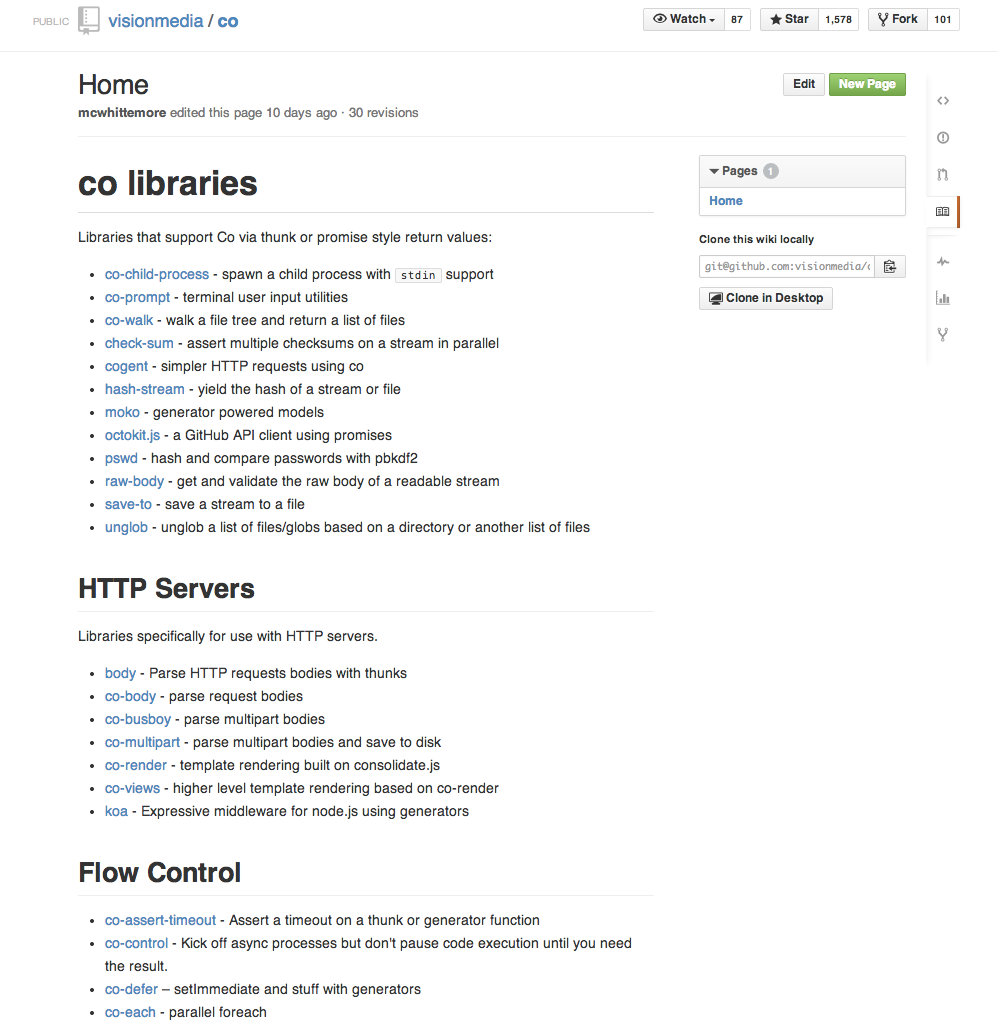 PUBLIC visionmedia / co
Watch 87 Star 1,578 Fork 101
Home
Edit New Page
mcwhittemore edited this page 10 days ago · 30 revisions
co libraries
Libraries that support Co via thunk or promise style return values:
• co-child-process - spawn a child process with stdin support
• co-prompt - terminal user input utilities
• co-walk - walk a file tree and return a list of files
• check-sum - assert multiple checksums on a stream in parallel
• cogent - simpler HTTP requests using co
• hash-stream - yield the hash of a stream or file
• moko - generator powered models
• octokit.js - a GitHub API client using promises
• pswd - hash and compare passwords with pbkdf2
• raw-body - get and validate the raw body of a readable stream
• save-to - save a stream to a file
• unglob - unglob a list of files/globs based on a directory or another list of files
HTTP Servers
Libraries specifically for use with HTTP servers.
• body - Parse HTTP requests bodies with thunks
• co-body - parse request bodies
• co-busboy - parse multipart bodies
• co-multipart - parse multipart bodies and save to disk
• co-render - template rendering built on consolidate.js
• co-views - higher level template rendering based on co-render
• koa - Expressive middleware for node.js using generators
Flow Control
• co-assert-timeout - Assert a timeout on a thunk or generator function
• co-control - Kick off async processes but don't pause code execution until you need
the result.
• co-defer – setImmediate and stuff with generators
• co-each - parallel foreach
Pages 1
Home
Clone this wiki locally
git@github.com:visionmedia/c
Clone in Desktop